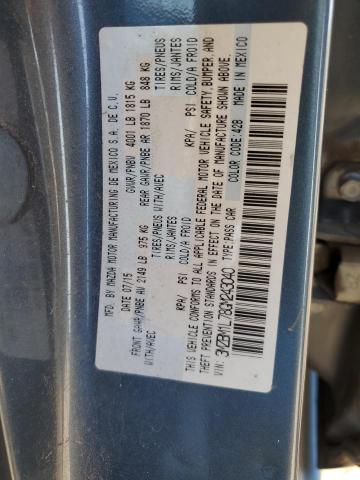 MFD. BY MAZDA MOTOR MANUFACTURING DE MEXICO S.A. DE C.V.
DATE 07/15 GVWR/PNBV 4001 LB 1815 KG
FRONT GAWR/PNBE AV 2149 LB 975 KG REAR GAWR/PNBE AR 1870 LB 848 KG
WITH/AVEC TIRES/PNEUS WITH/AVEC TIRES/PNEUS
RIMS/JANTES RIMS/JANTES
KPA/ PSI COLD/A FROID KPA/ PSI COLD/A FROID
THIS VEHICLE CONFORMS TO ALL APPLICABLE FEDERAL MOTOR VEHICLE SAFETY,BUMPER,AND
THEFT PREVENTION STANDARDS IN EFFECT ON THE DATE OF MANUFACTURE SHOWN ABOVE.
VIN: TYPE:PASS CAR COLOR CODE:42B MADE IN MEXICO